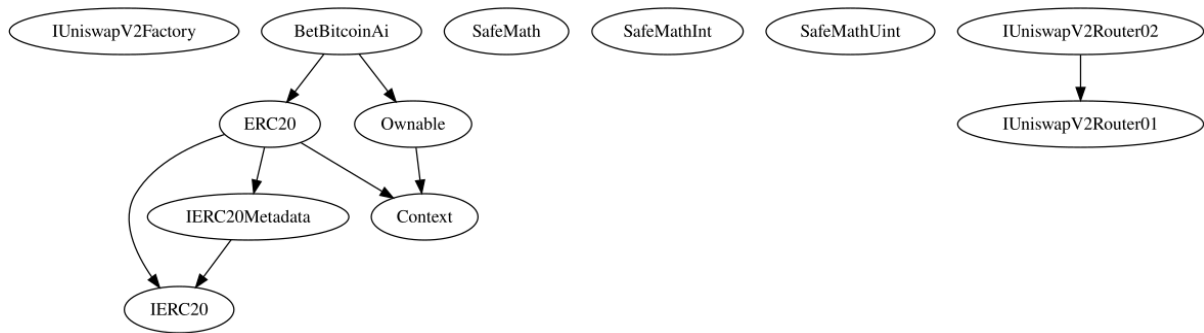 IUniswapV2Factory
BetBitcoinAi
SafeMath
SafeMathInt
SafeMathUint
IUniswapV2Router02
ERC20
Ownable
IUniswapV2Router01
IERC20Metadata
Context
IERC20